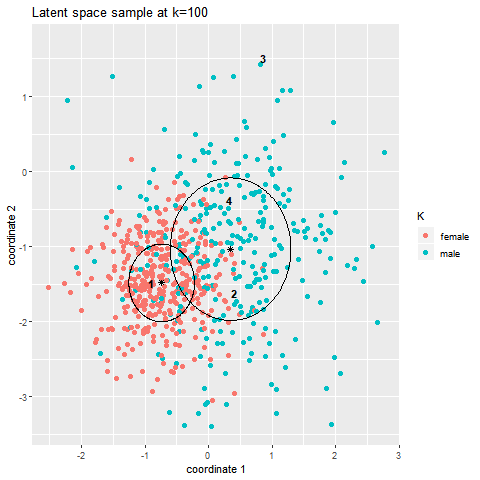 Latent space sample at k=100
3
1
0
4
-1
1
2
-2
-3
-1
0
1
2
3
coordinate 2
coordinate 1
K
female
male